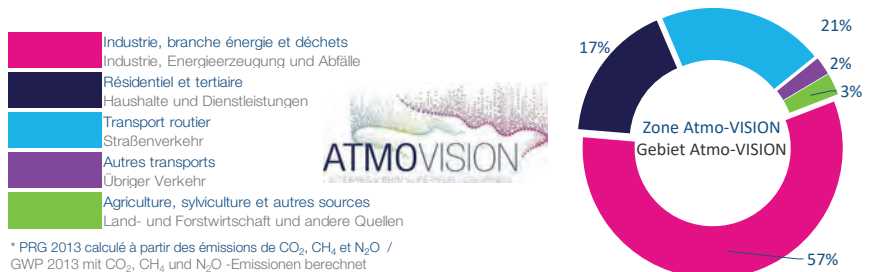 Industrie, branche énergie et déchets
Industrie, Energieerzeugung und Abfälle
Résidentiel et tertiaire
Haushalte und Dienstleistungen
Transport routier
Straßenverkehr
Autres transports
Übriger Verkehr
Agriculture, sylviculture et autres sources
Land- und Forstwirtschaft und andere Quellen
* PRG 2013 calculé à partir des émissions de CO₂, CH₄ et N₂O /
GWP 2013 mit CO₂, CH₄ und N₂O -Emissionen berechnet
ATMOVISION
21%
17%
2%
3%
Zone Atmo-VISION
Gebiet Atmo-VISION
57%